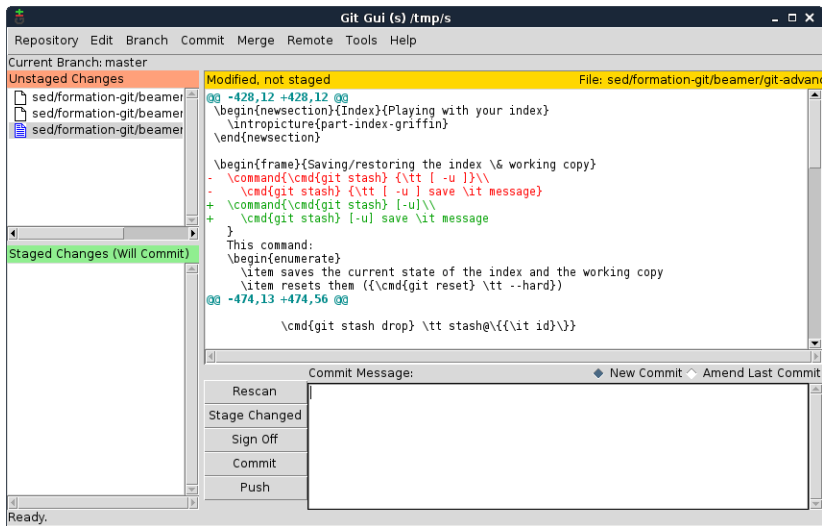 Git Gui (s) /tmp/s
Repository Edit Branch Commit Merge Remote Tools Help
Current Branch: master
Unstaged Changes
sed/formation-git/beamer
sed/formation-git/beamer
sed/formation-git/beamer
Staged Changes (Will Commit)
Modified, not staged File: sed/formation-git/beamer/git-advanc
@@ -428,12 +428,12 @@
 \begin{newsection}{Index}{Playing with your index}
   \intropicture{part-index-griffin}
 \end{newsection}

 \begin{frame}{Saving/restoring the index \& working copy}
-  \command{\cmd{git stash} {\tt [ -u ]}\\
-    \cmd{git stash} {\tt [ -u ] save \it message}
+  \command{\cmd{git stash} [-u]\\
+    \cmd{git stash} [-u] save \it message
   }
   This command:
   \begin{enumerate}
     \item saves the current state of the index and the working copy
     \item resets them ({\cmd{git reset} \tt --hard})
@@ -474,13 +474,56 @@

           \cmd{git stash drop} \tt stash@\{{\it id}\}}
Commit Message: New Commit Amend Last Commit
Rescan
Stage Changed
Sign Off
Commit
Push
Ready.